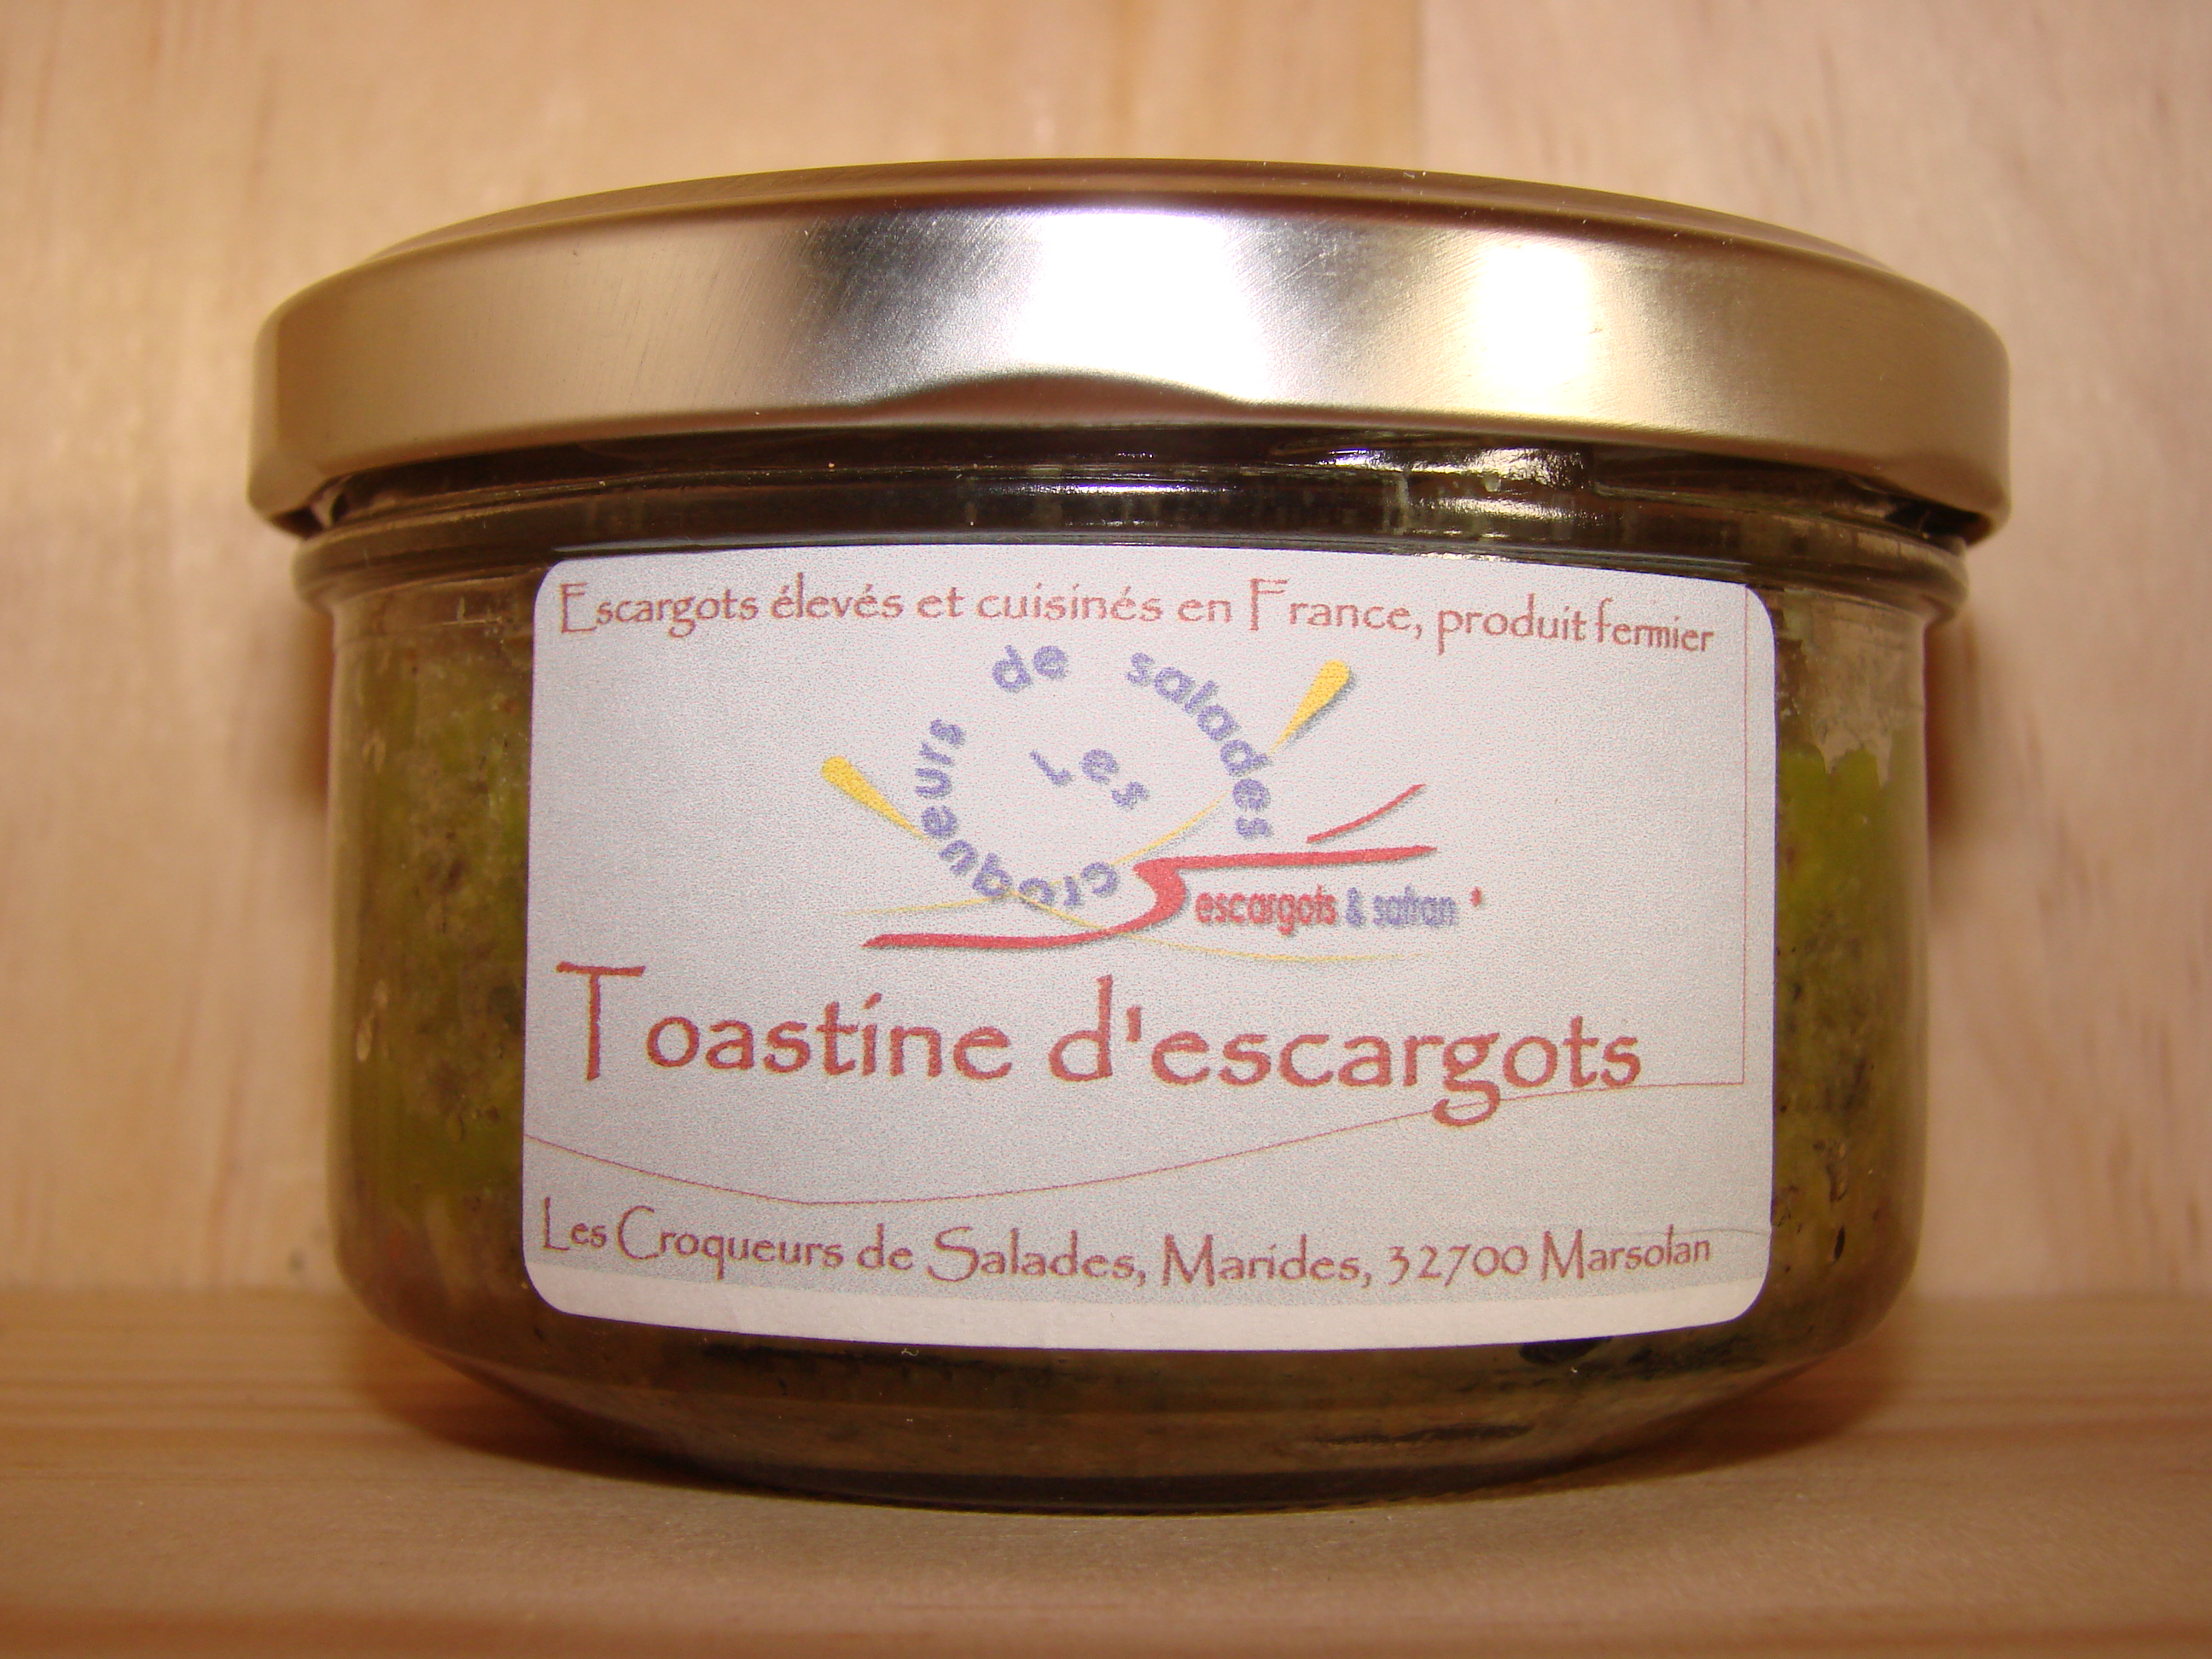 Escargots élevés et cuisinés en France, produit fermier
Les
croqueurs de salades
escargots & safran *
Toastine d'escargots
Les Croqueurs de Salades, Marides, 32700 Marsolan